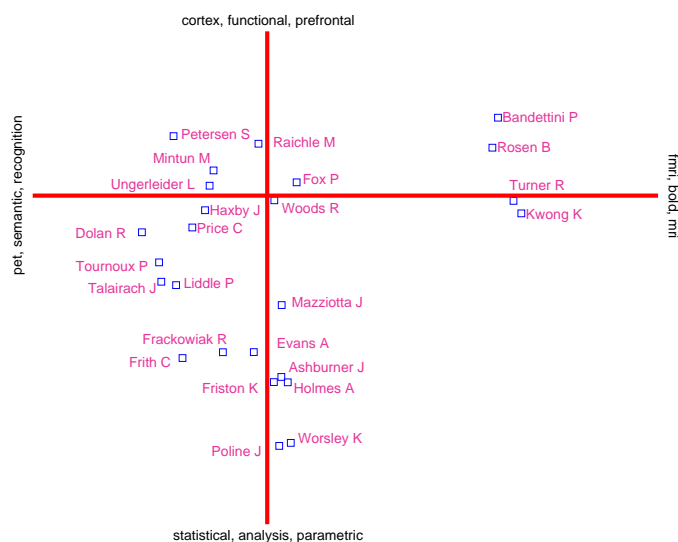 cortex, functional, prefrontal
Bandettini P
Petersen S
Raichle M
Rosen B
Mintun M
Fox P
Ungerleider L
Turner R
Haxby J
Woods R
Kwong K
Price C
Dolan R
Tournoux P
Talairach J
Liddle P
Mazziotta J
Frackowiak R
Evans A
Frith C
Ashburner J
Friston K
Holmes A
Worsley K
Poline J
pet, semantic, recognition
fmri, bold, mri
statistical, analysis, parametric